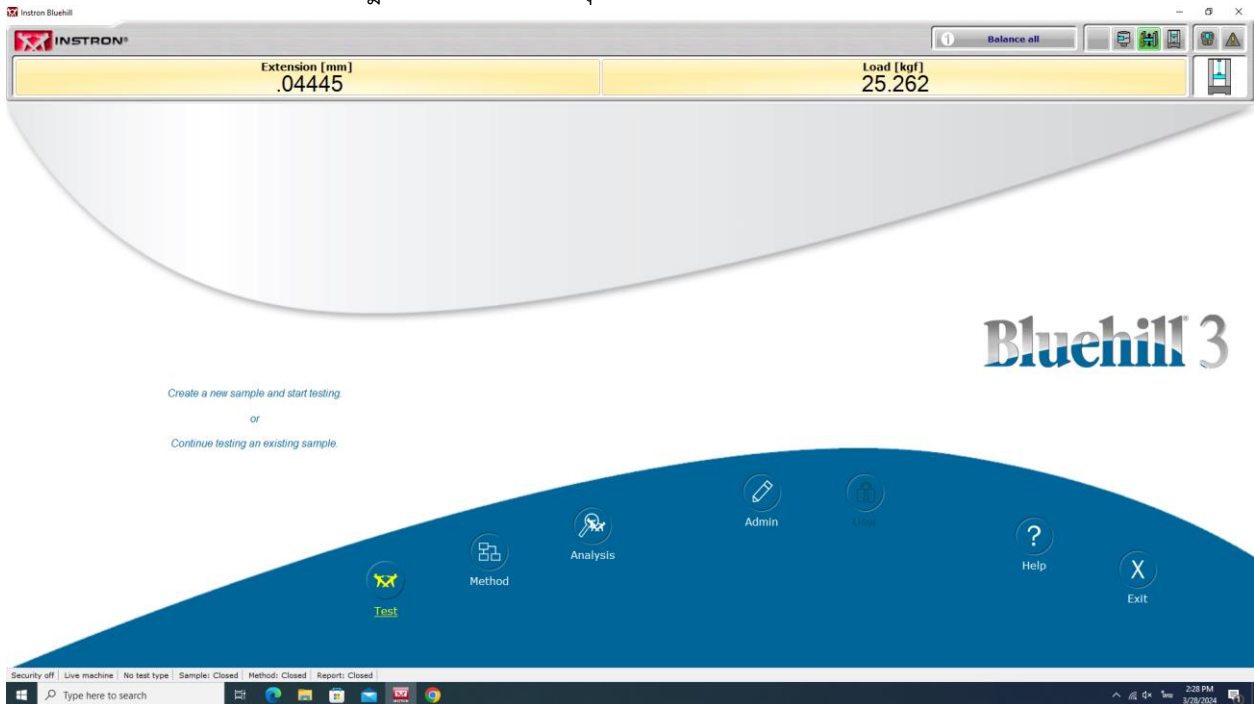 Instron Bluehill
INSTRON®
1 Balance all
Extension [mm]
.04445
Load [kgf]
25.262
Bluehill 3
Create a new sample and start testing.
or
Continue testing an existing sample.
Admin
User
Analysis
Help
Method
Exit
Test
Security off Live machine No test type Sample: Closed Method: Closed Report: Closed
Type here to search
2:28 PM
3/28/2024